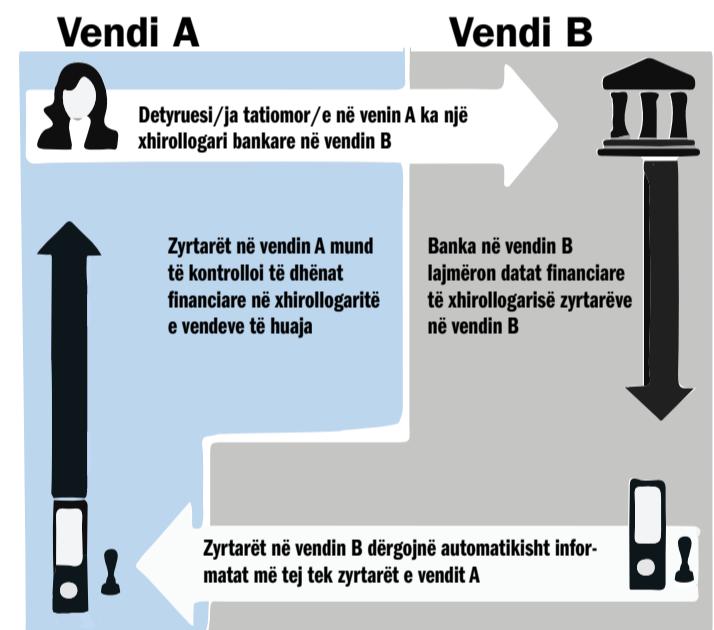 Vendi A
Vendi B
Detyruesi/ja tatiomor/e në venin A ka një
xhirollogari bankare në vendin B
Zyrtarët në vendin A mund
të kontrolloi të dhënat
financiare në xhirollogaritë
e vendeve të huaja
Banka në vendin B
lajmëron datat financiare
të xhirollogarisë zyrtarëve
në vendin B
Zyrtarët në vendin B dërgojnë automatikisht infor-
matat më tej tek zyrtarët e vendit A